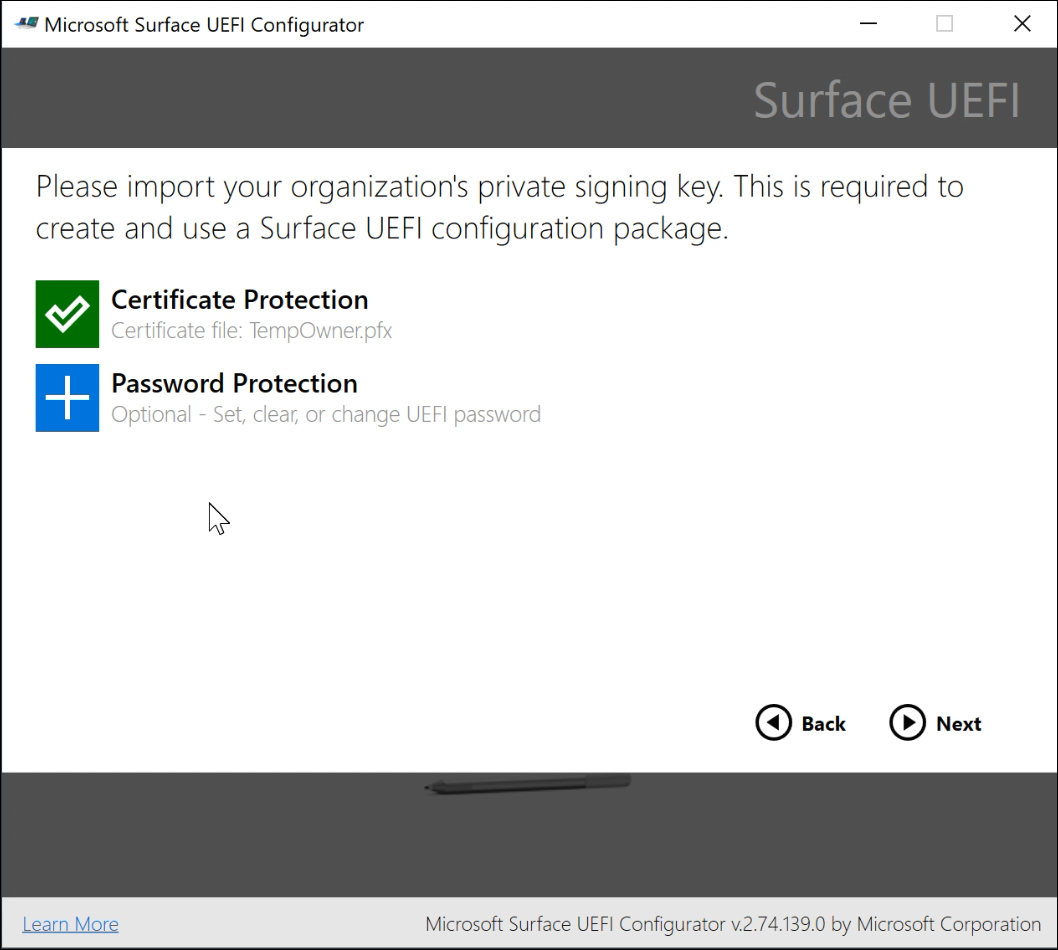 Microsoft Surface UEFI Configurator
Surface UEFI
Please import your organization's private signing key. This is required to
create and use a Surface UEFI configuration package.
Certificate Protection
Certificate file: TempOwner.pfx
Password Protection
Optional - Set, clear, or change UEFI password
Back
Next
Learn More
Microsoft Surface UEFI Configurator v.2.74.139.0 by Microsoft Corporation